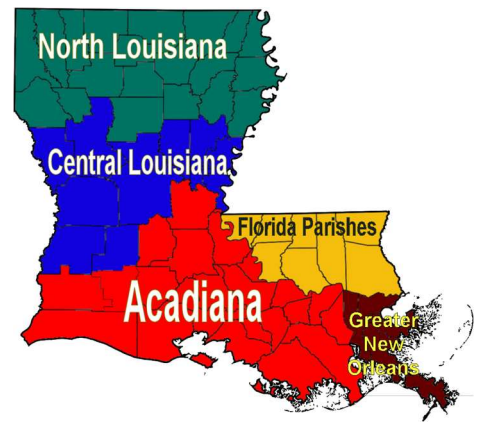 North Louisiana
Central Louisiana
Florida Parishes
Acadiana
Greater
New
Orleans